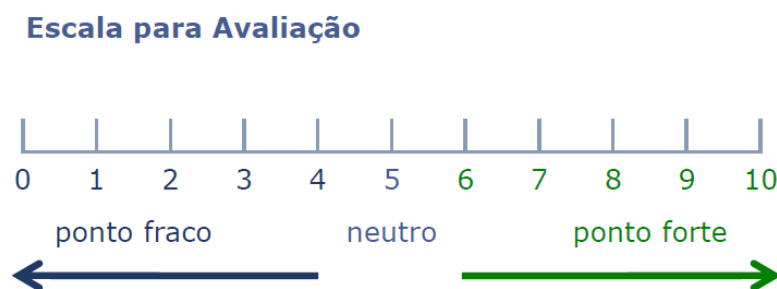 Escala para Avaliação
0 1 2 3 4 5 6 7 8 9 10
ponto fraco neutro ponto forte